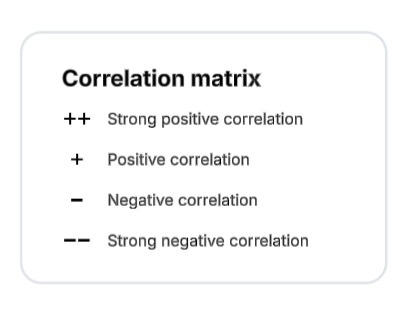 Correlation matrix
++ Strong positive correlation
+ Positive correlation
− Negative correlation
−− Strong negative correlation